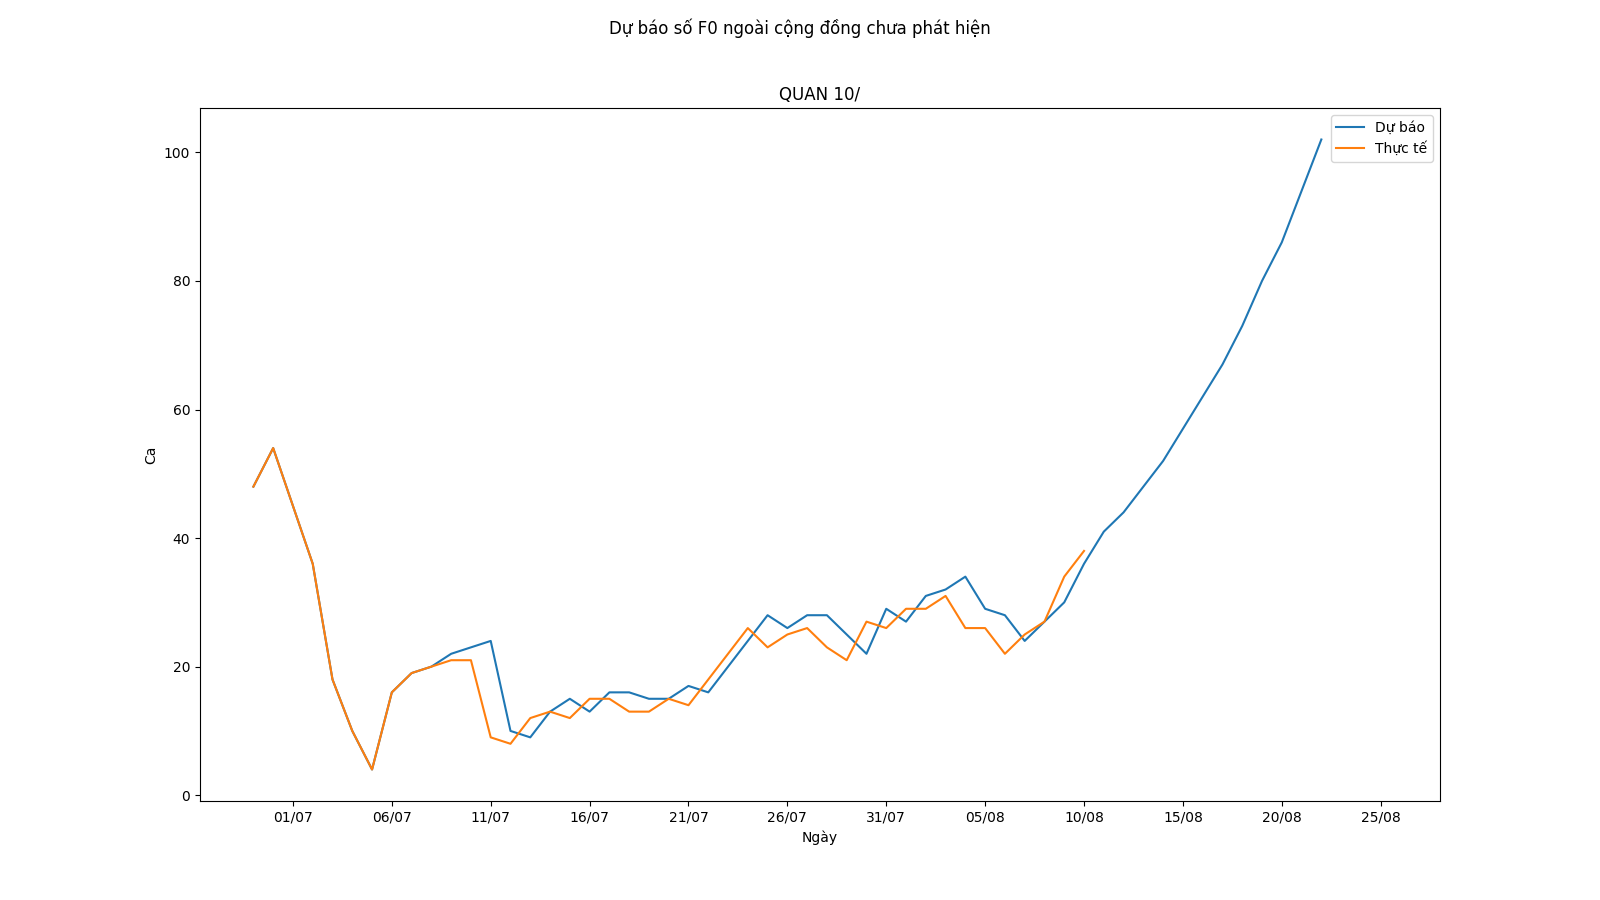 Dự báo số F0 ngoài cộng đồng chưa phát hiện
QUAN 10/
Dự báo
Thực tế
100
80
60
40
20
0
Ca
01/07 06/07 11/07 16/07 21/07 26/07 31/07 05/08 10/08 15/08 20/08 25/08
Ngày